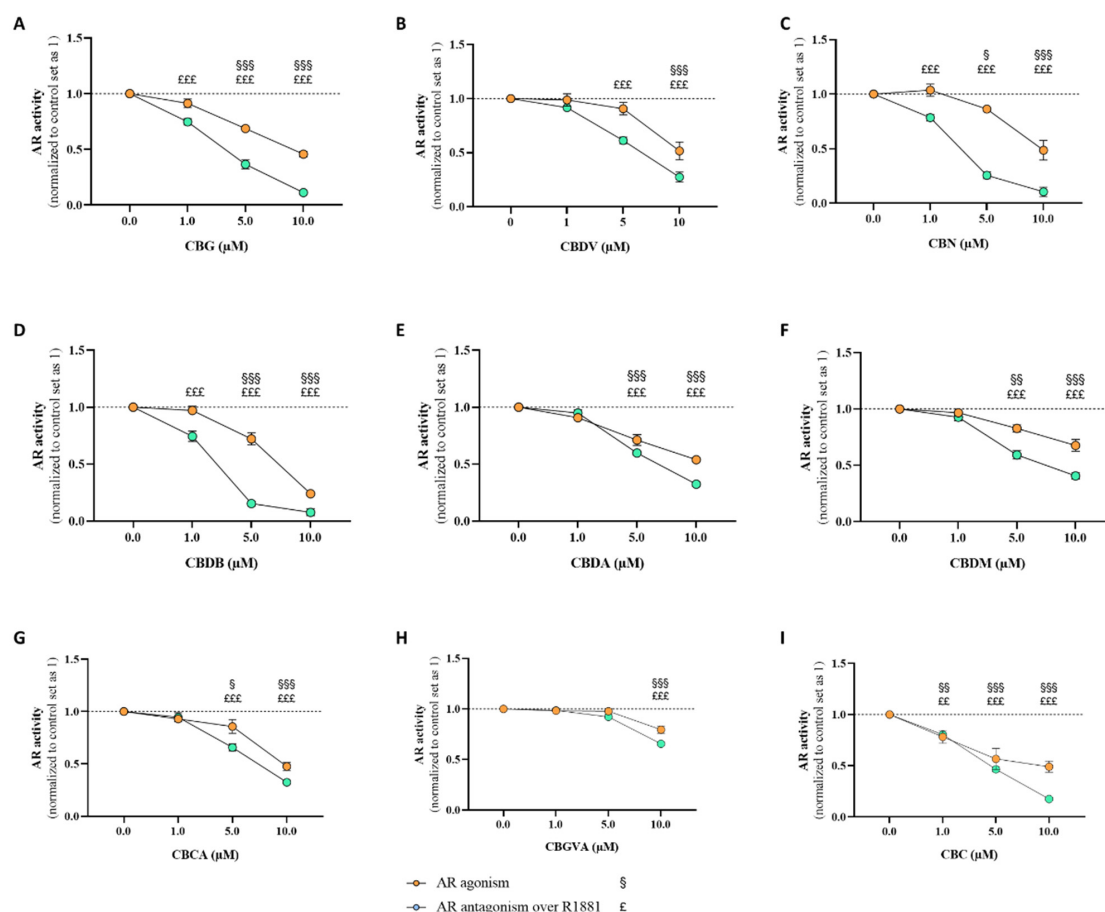 A
AR activity
(normalized to control set as 1)
1.5
1.0
0.5
0.0
£££
§§§
£££
§§§
£££
0.0 1.0 5.0 10.0
CBG (µM)
B
AR activity
(normalized to control set as 1)
1.5
1.0
0.5
0.0
£££
§§§
£££
0 1 5 10
CBDV (µM)
C
AR activity
(normalized to control set as 1)
1.5
1.0
0.5
0.0
£££
§
£££
§§§
£££
0.0 1.0 5.0 10.0
CBN (µM)
D
AR activity
(normalized to control set as 1)
1.5
1.0
0.5
0.0
£££
§§§
£££
§§§
£££
0.0 1.0 5.0 10.0
CBDB (µM)
E
AR activity
(normalized to control set as 1)
1.5
1.0
0.5
0.0
§§§
£££
§§§
£££
0.0 1.0 5.0 10.0
CBDA (µM)
F
AR activity
(normalized to control set as 1)
1.5
1.0
0.5
0.0
§§
£££
§§§
£££
0.0 1.0 5.0 10.0
CBDM (µM)
G
AR activity
(normalized to control set as 1)
1.5
1.0
0.5
0.0
§
£££
§§§
£££
0.0 1.0 5.0 10.0
CBCA (µM)
H
AR activity
(normalized to control set as 1)
1.5
1.0
0.5
0.0
§§§
£££
0.0 1.0 5.0 10.0
CBGVA (µM)
I
AR activity
(normalized to control set as 1)
1.5
1.0
0.5
0.0
§§
££
§§§
£££
§§§
£££
0.0 1.0 5.0 10.0
CBC (µM)
AR agonism §
AR antagonism over R1881 £